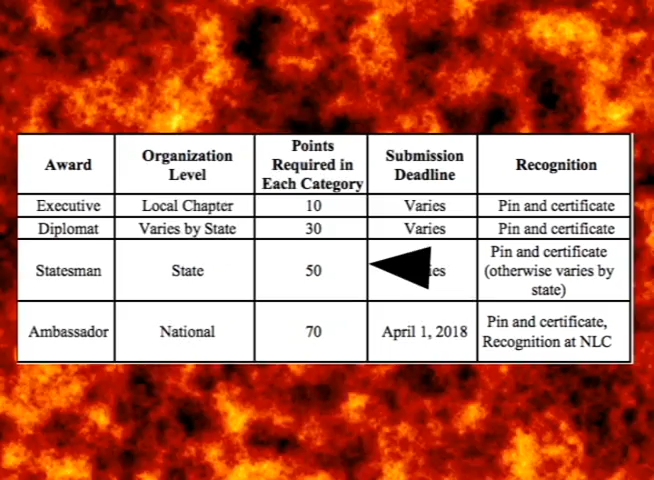 Award
Organization
Level
Points
Required in
Each Category
Submission
Deadline
Recognition
Executive
Local Chapter
10
Varies
Pin and certificate
Diplomat
Varies by State
30
Varies
Pin and certificate
Statesman
State
50
Pin and certificate
(otherwise varies by
state)
Ambassador
National
70
April 1, 2018
Pin and certificate,
Recognition at NLC